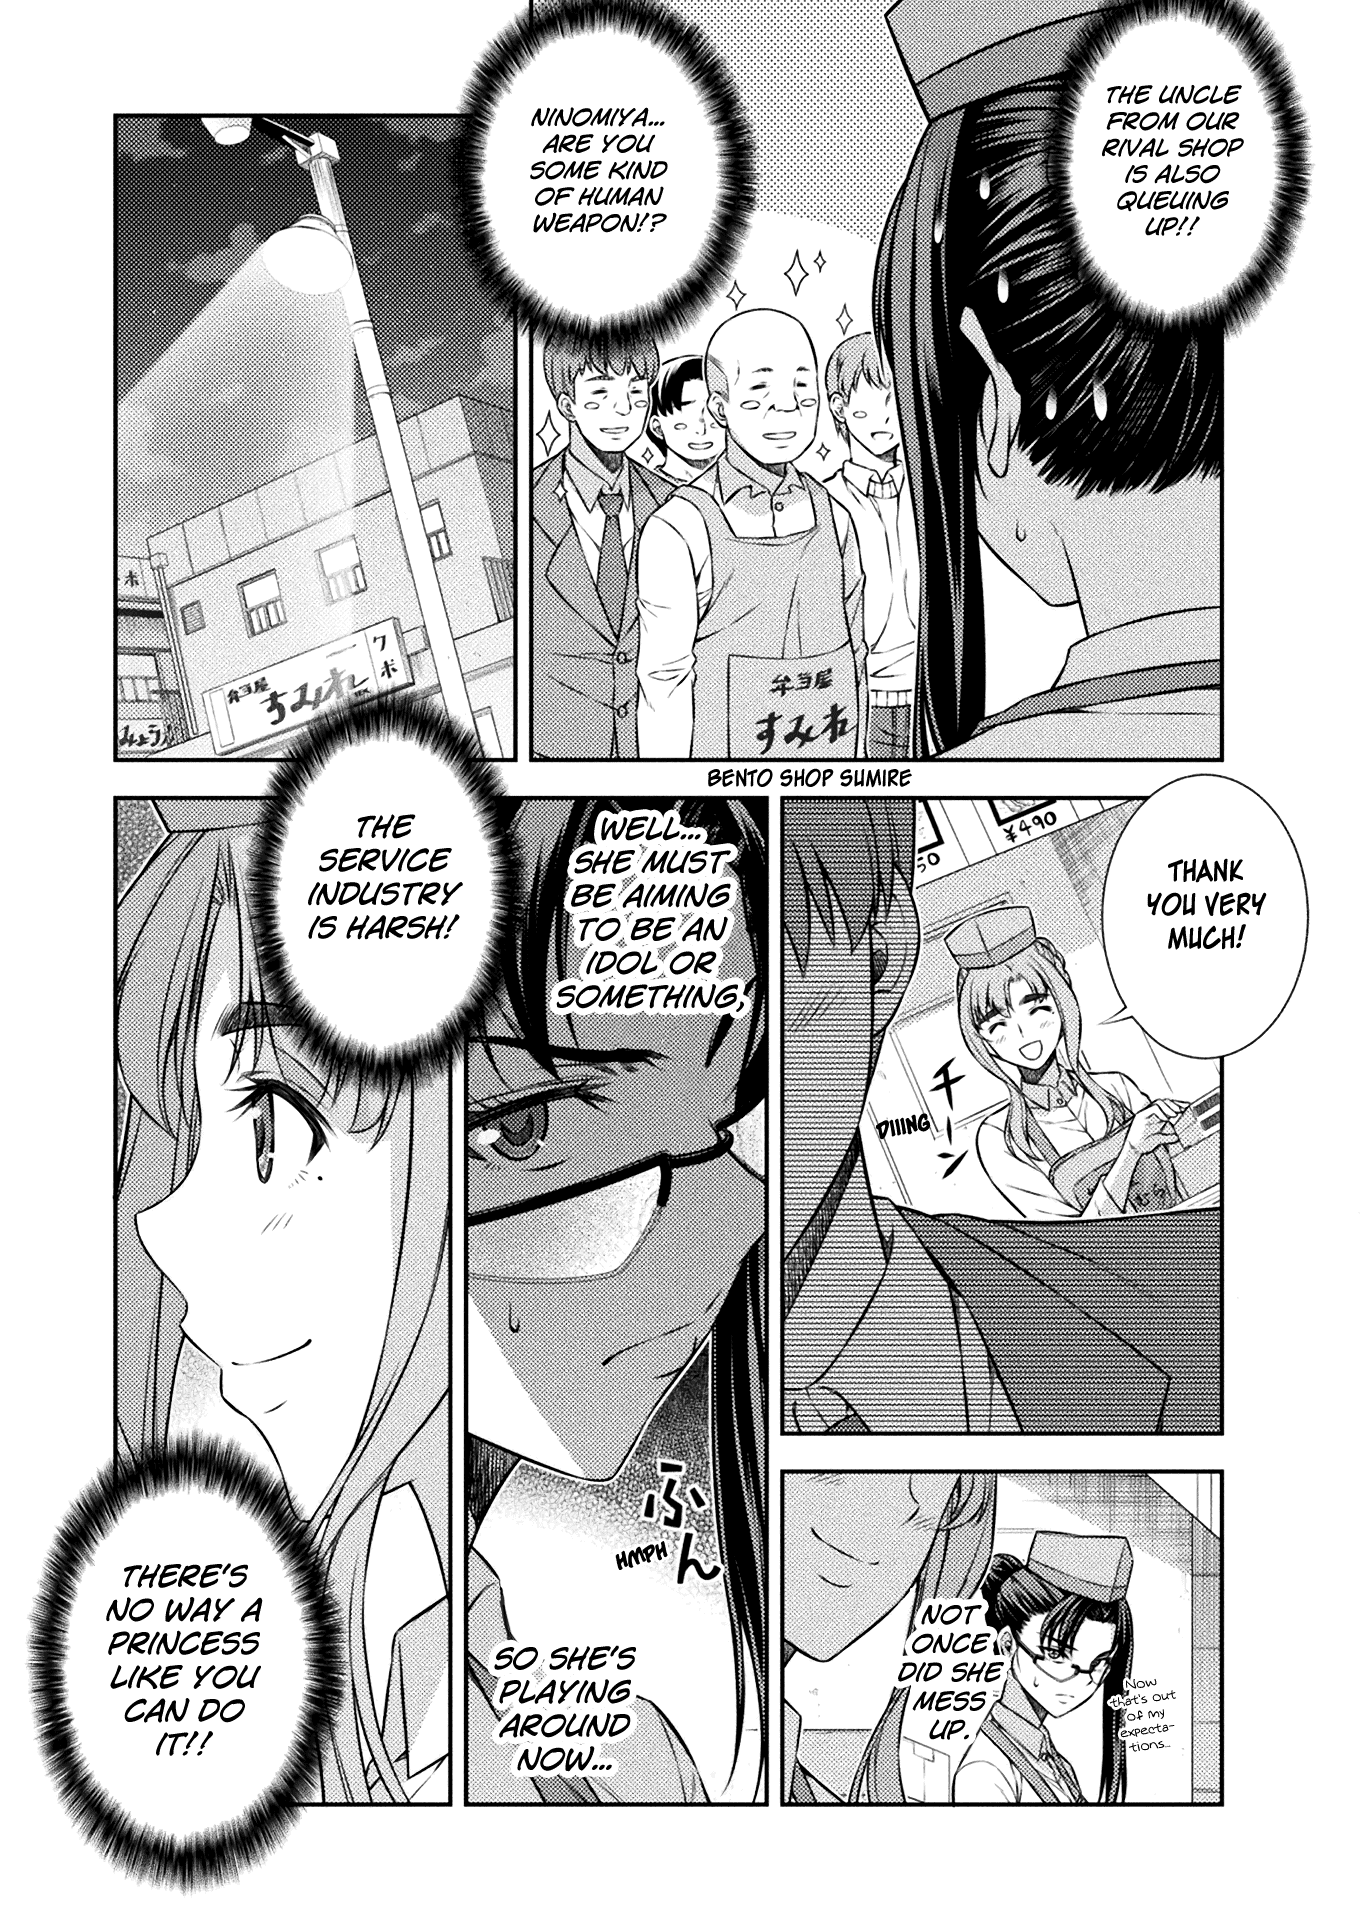 THE UNCLE
FROM OUR
RIVAL SHOP
IS ALSO
QUEUING
UP!!
NINOMIYA...
ARE YOU
SOME KIND
OF HUMAN
WEAPON!?
弁当屋
すみれ
BENTO SHOP SUMIRE
クボ
弁当屋
すみれ
THANK
YOU VERY
MUCH!
¥490
50
チーン
DIIING
NOT
ONCE
DID SHE
MESS
UP.
Now
that's out
of my
expecta-
tions...
WELL...
SHE MUST
BE AIMING
TO BE AN
IDOL OR
SOMETHING,
ふん
HMPH
SO SHE'S
PLAYING
AROUND
NOW...
THE
SERVICE
INDUSTRY
IS HARSH!
THERE'S
NO WAY A
PRINCESS
LIKE YOU
CAN DO
IT!!